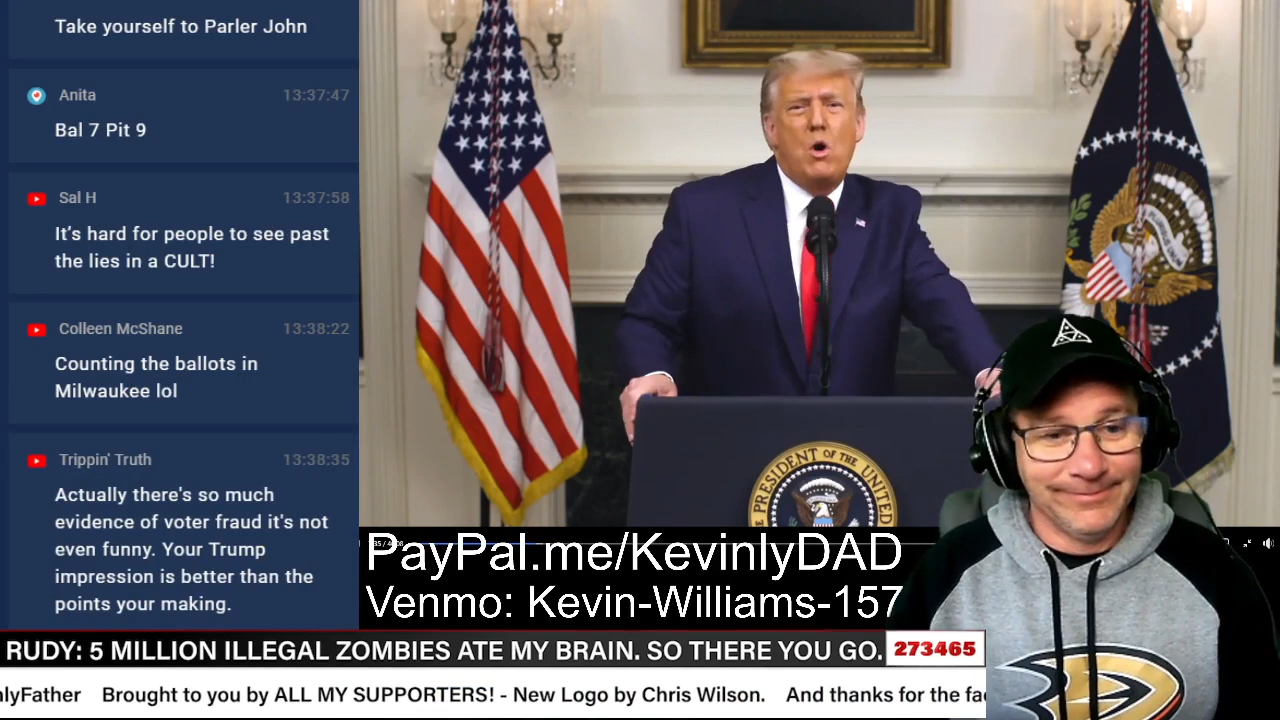 Take yourself to Parler John
Anita 13:37:47
Bal 7 Pit 9
Sal H 13:37:58
It's hard for people to see past
the lies in a CULT!
Colleen McShane 13:38:22
Counting the ballots in
Milwaukee lol
Trippin' Truth 13:38:35
Actually there's so much
evidence of voter fraud it's not
even funny. Your Trump
impression is better than the
points your making.
PRESIDENT OF THE UNITED
PayPal.me/KevinlyDAD
Venmo: Kevin-Williams-157
RUDY: 5 MILLION ILLEGAL ZOMBIES ATE MY BRAIN. SO THERE YOU GO. 273465
nlyFather Brought to you by ALL MY SUPPORTERS! - New Logo by Chris Wilson. And thanks for the fa